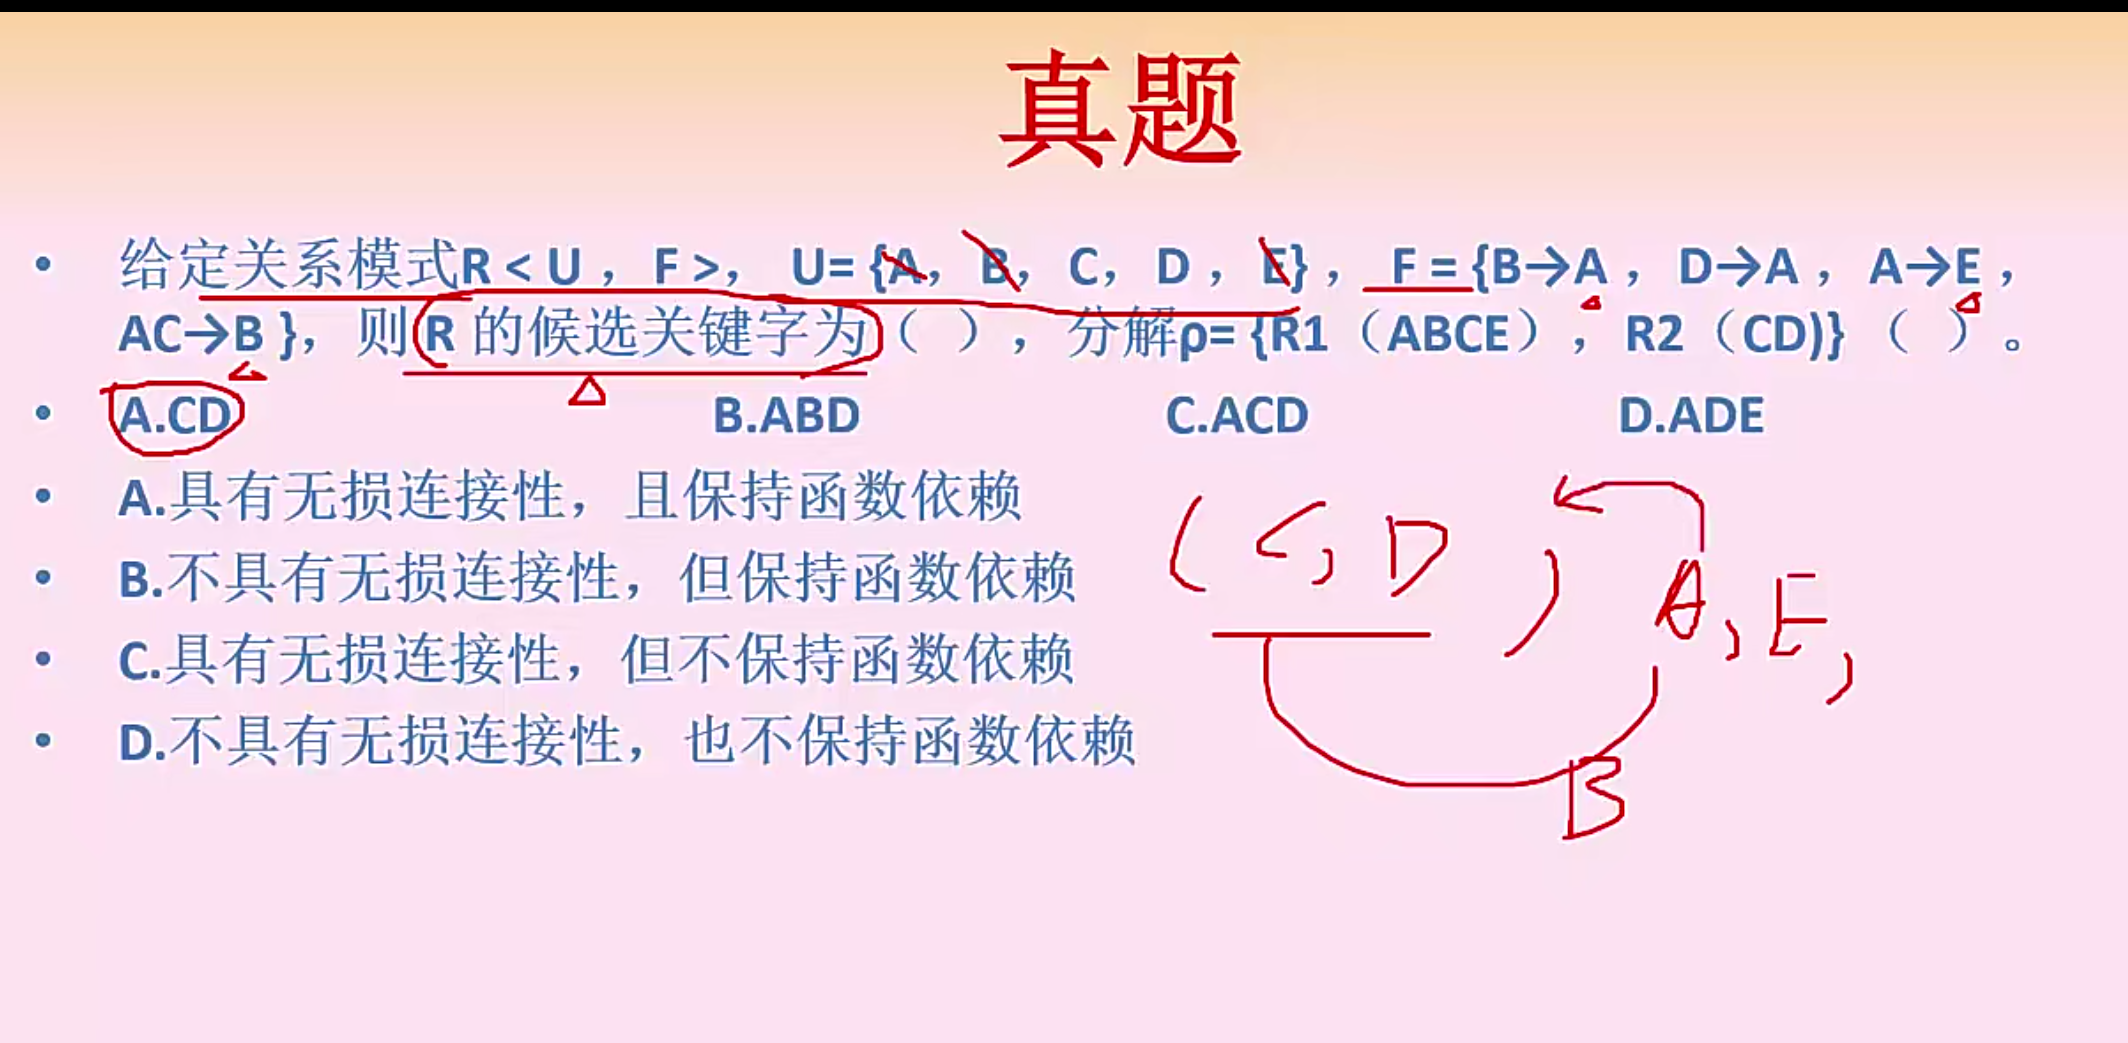 真题
• 给定关系模式R < U ， F >， U= {A， B， C， D ， E} ， F = {B→A ， D→A ， A→E ，
AC→B }， 则 R 的候选关键字为 （ ） ， 分解ρ= {R1 （ABCE） ， R2 （CD)} （ ） 。
• A.CD B.ABD C.ACD D.ADE
• A.具有无损连接性，且保持函数依赖
• B.不具有无损连接性，但保持函数依赖
• C.具有无损连接性，但不保持函数依赖
• D.不具有无损连接性，也不保持函数依赖
(C, D) A, E,
B